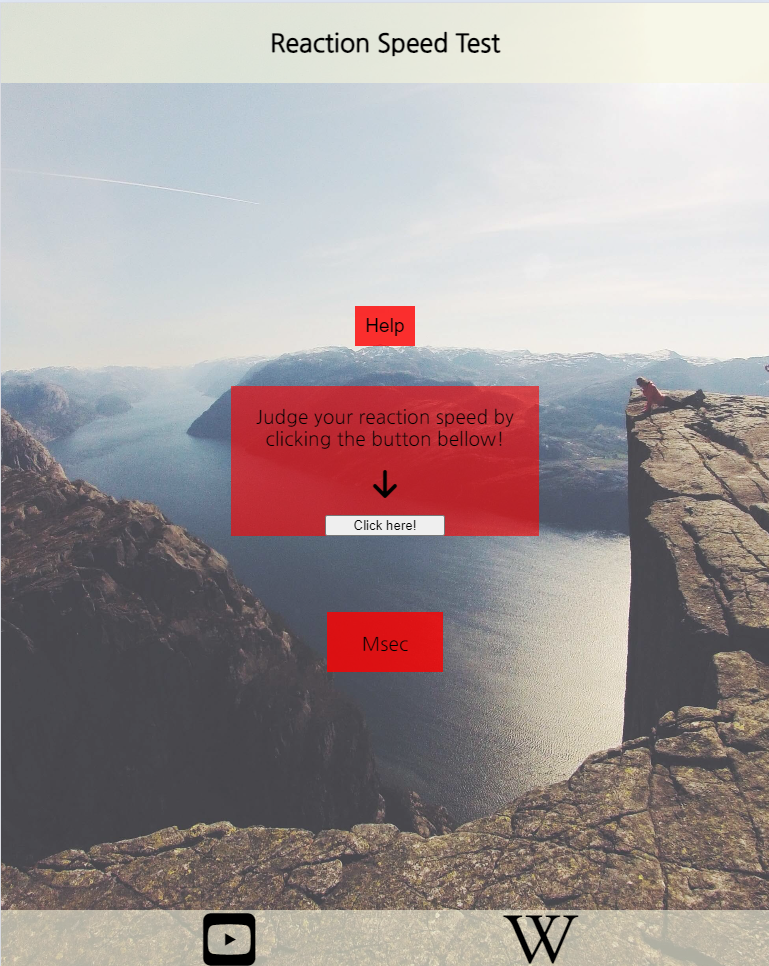 Reaction Speed Test
Help
Judge your reaction speed by
clicking the button bellow!
Click here!
Msec
W